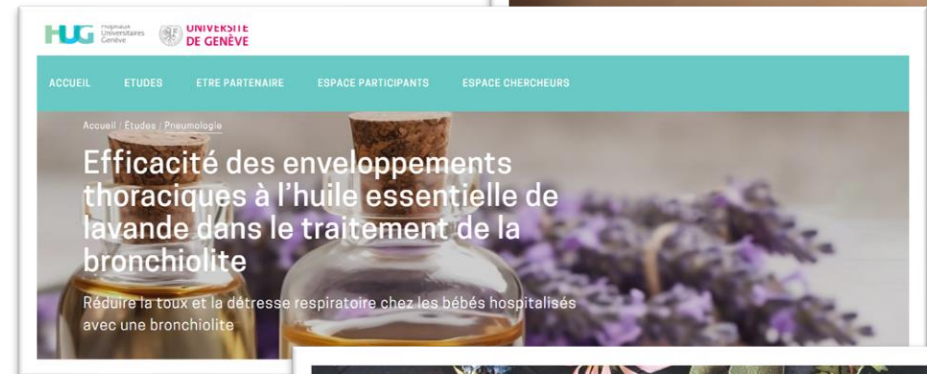 HUG
Hôpitaux
Universitaires
Genève
UNIVERSITÉ
DE GENÈVE
ACCUEIL ETUDES ETRE PARTENAIRE ESPACE PARTICIPANTS ESPACE CHERCHEURS
Accueil / Etudes / Pneumologie
Efficacité des enveloppements
thoraciques à l'huile essentielle de
lavande dans le traitement de la
bronchiolite
Réduire la toux et la détresse respiratoire chez les bébés hospitalisés
avec une bronchiolite